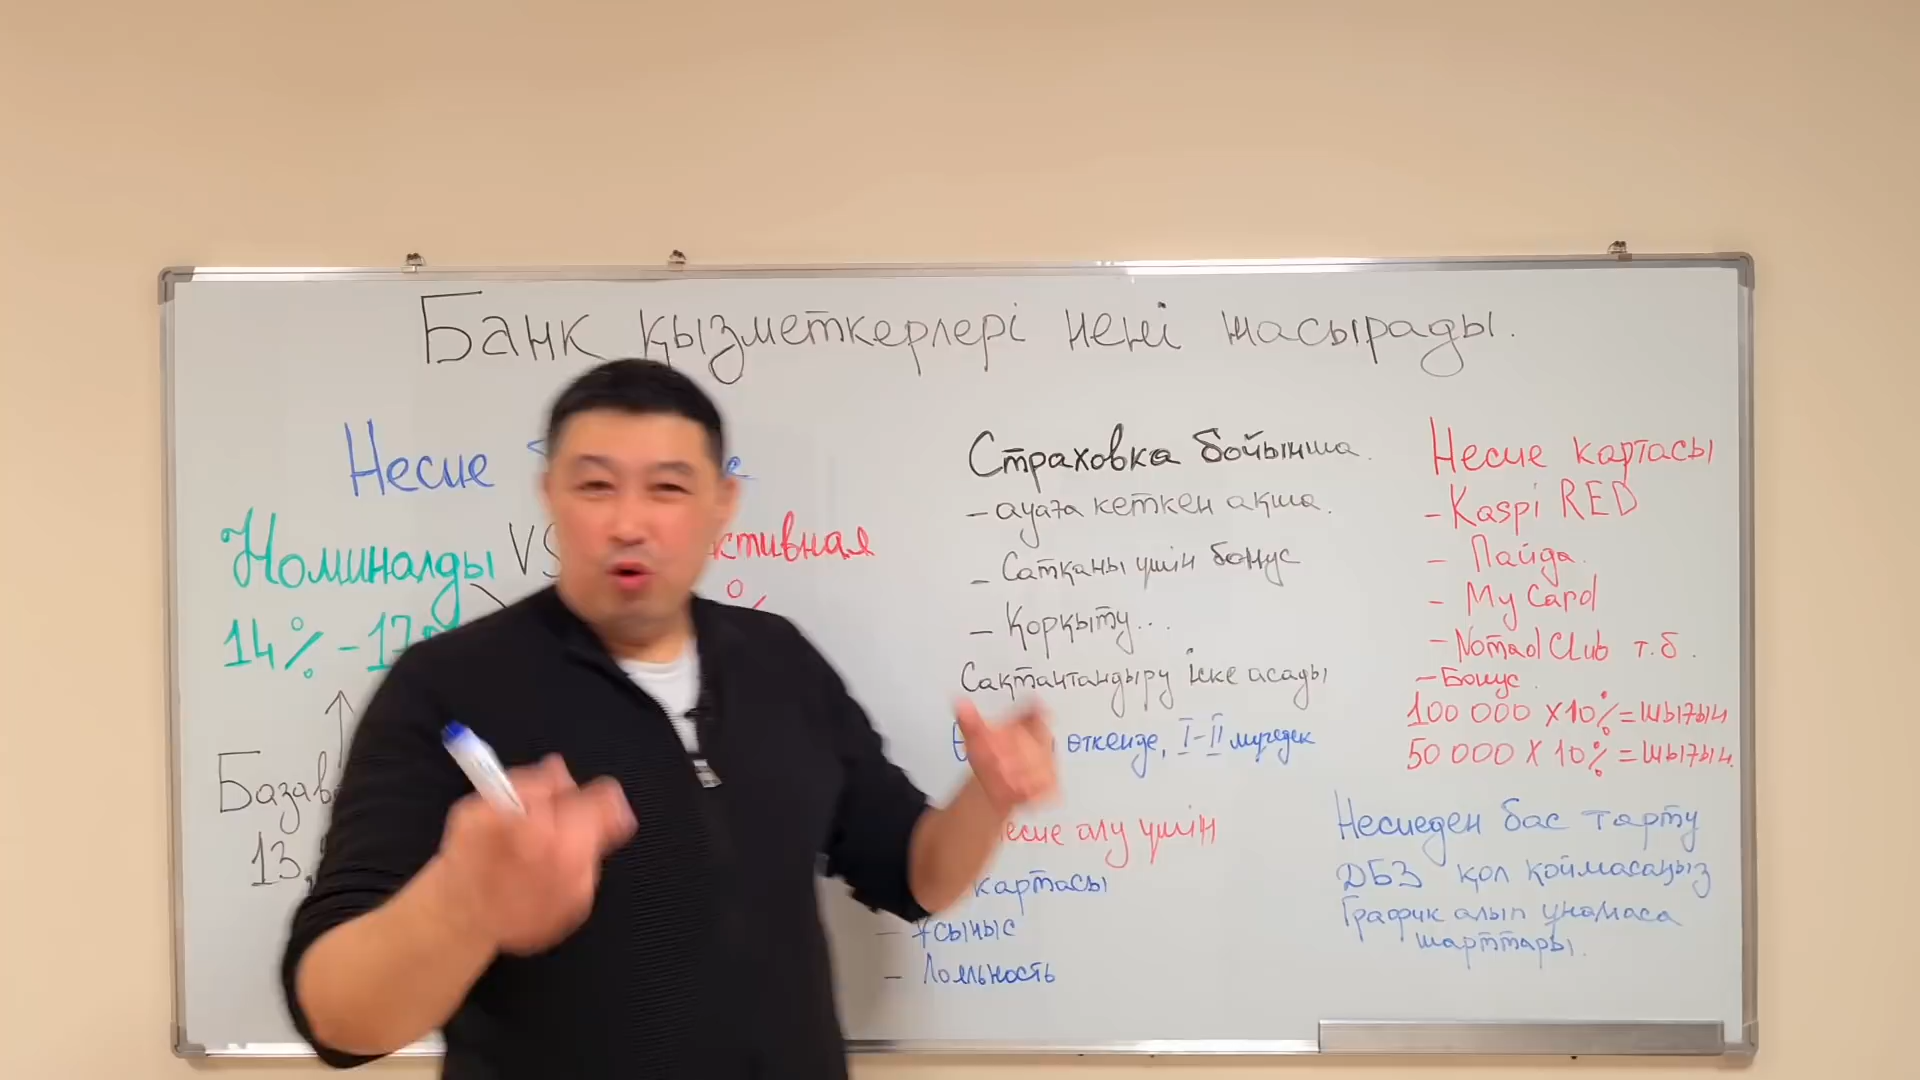 Банк қызметкерлері нені жасырады.
Несие
Номиналды VS
14% - 17
13,
%
Страховка бойынша.
- ауаға кеткен ақша.
- Сатқаны үшін бонус
- Қорқыту...
Сақтандыру іске асады
өткенде, I-II мүгедек
несие алу үшін
картасы
- Ұсыныс
- Лояльность
Несие картасы
- Kaspi RED
- Пайда.
- My Card
- Nomad Club т.б.
- Бонус
100 000 x 10% = шығын
50 000 x 10% = шығын.
Несиеден бас тарту
ДБЗ қол қоймасаңыз
График алып ұнамаса
шарттары.